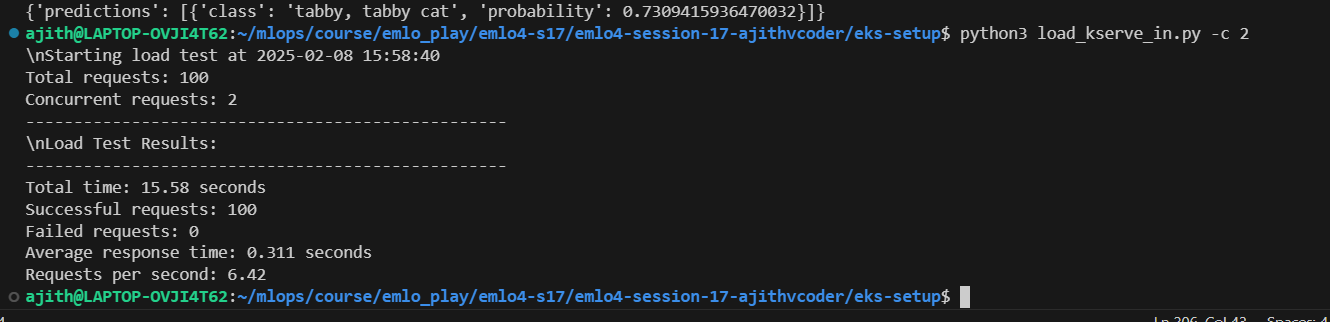 {'predictions': [{'class': 'tabby, tabby cat', 'probability': 0.7309415936470032}]}
ajith@LAPTOP-OVJI4T62:~/mlops/course/emlo_play/emlo4-s17/emlo4-session-17-ajithvcoder/eks-setup$ python3 load_kserve_in.py -c 2
\nStarting load test at 2025-02-08 15:58:40
Total requests: 100
Concurrent requests: 2
--------------------------------------------------
\nLoad Test Results:
--------------------------------------------------
Total time: 15.58 seconds
Successful requests: 100
Failed requests: 0
Average response time: 0.311 seconds
Requests per second: 6.42
ajith@LAPTOP-OVJI4T62:~/mlops/course/emlo_play/emlo4-s17/emlo4-session-17-ajithvcoder/eks-setup$